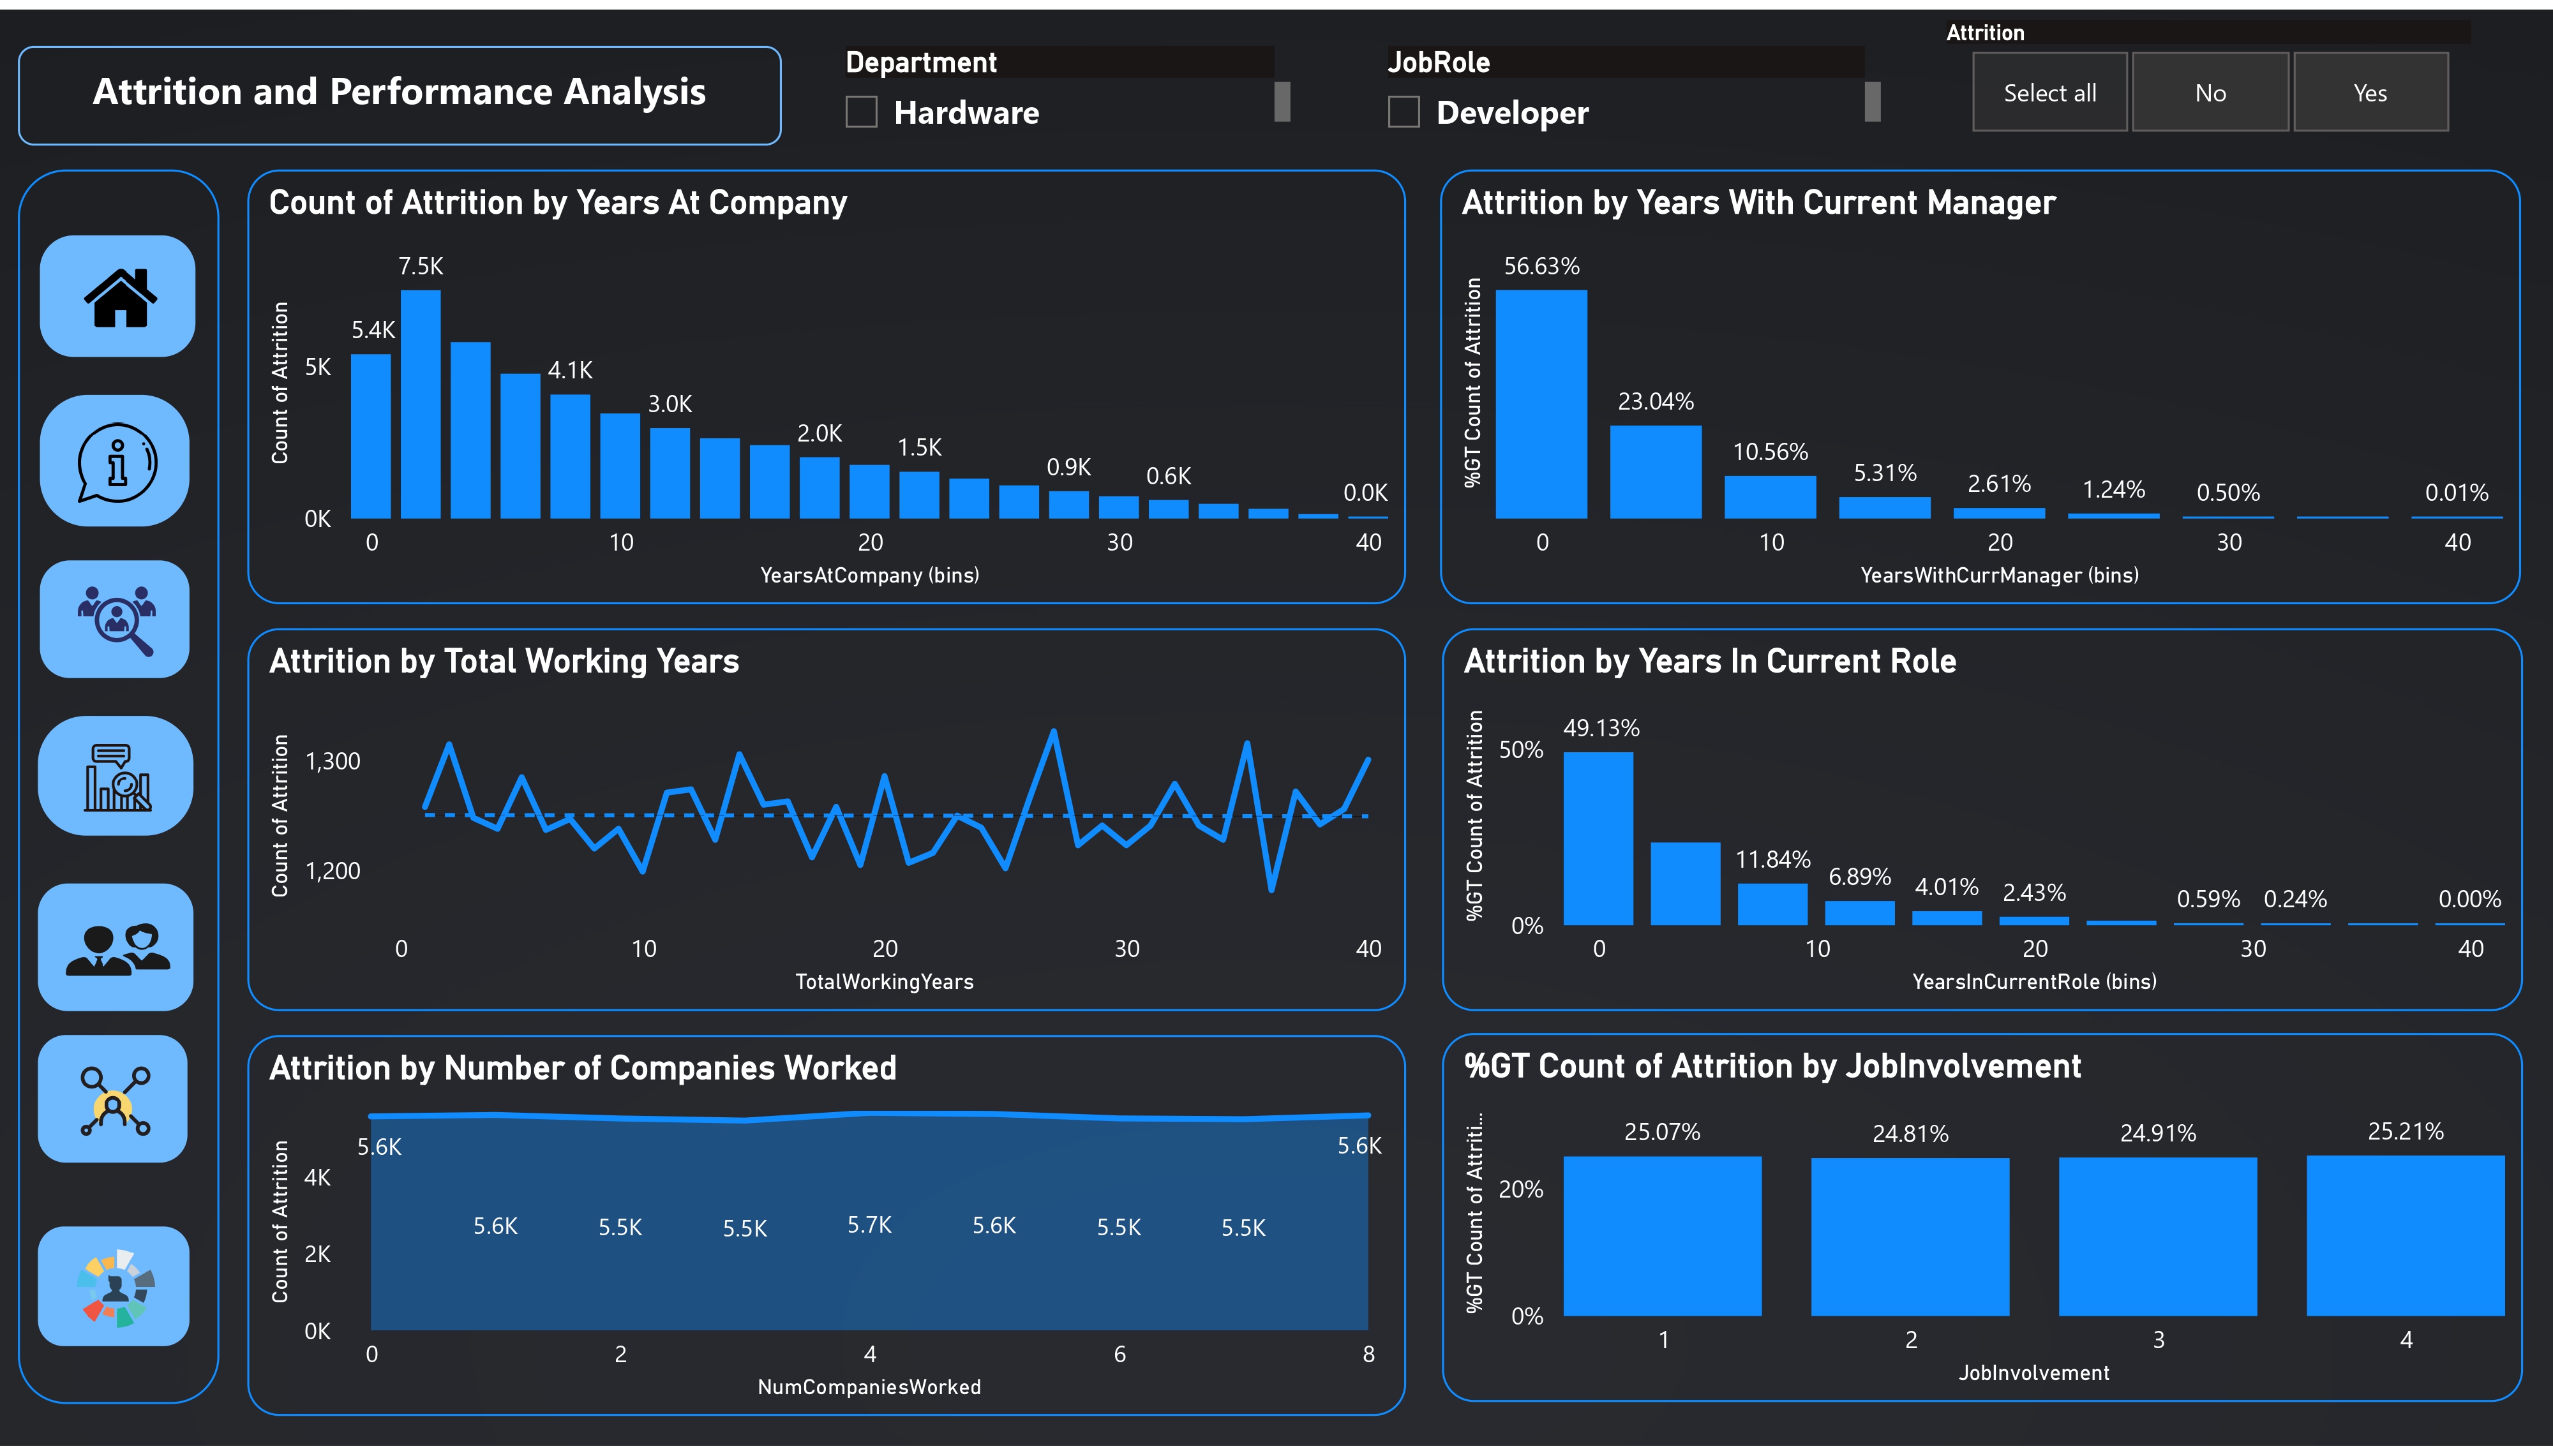 Attrition and Performance Analysis
Department
Hardware
JobRole
Developer
Attrition
Select all
No
Yes
Count of Attrition by Years At Company
Count of Attrition
5K
0K
5.4K
7.5K
4.1K
3.0K
2.0K
1.5K
0.9K
0.6K
0.0K
0
10
20
30
40
YearsAtCompany (bins)
Attrition by Years With Current Manager
%GT Count of Attrition
56.63%
23.04%
10.56%
5.31%
2.61%
1.24%
0.50%
0.01%
0
10
20
30
40
YearsWithCurrManager (bins)
Attrition by Total Working Years
Count of Attrition
1,300
1,200
0
10
20
30
40
TotalWorkingYears
Attrition by Years In Current Role
%GT Count of Attrition
50%
0%
49.13%
11.84%
6.89%
4.01%
2.43%
0.59%
0.24%
0.00%
0
10
20
30
40
YearsInCurrentRole (bins)
Attrition by Number of Companies Worked
Count of Attrition
4K
2K
0K
5.6K
5.6K
5.5K
5.5K
5.7K
5.6K
5.5K
5.5K
5.6K
0
2
4
6
8
NumCompaniesWorked
%GT Count of Attrition by JobInvolvement
%GT Count of Attriti...
20%
0%
25.07%
24.81%
24.91%
25.21%
1
2
3
4
JobInvolvement